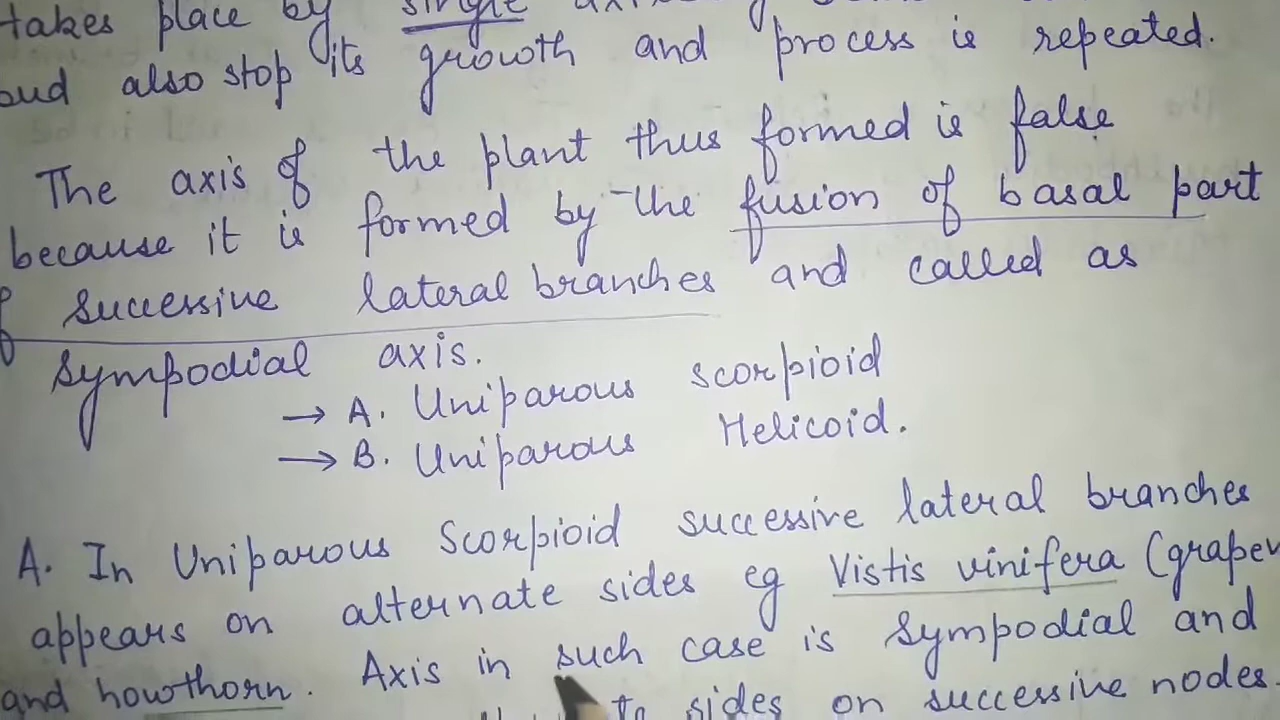 takes place by single
bud also stop its growth and process is repeated.
The axis of the plant thus formed is false
because it is formed by the fusion of basal part
of successive lateral branches and called as
sympodial axis.
→ A. Uniparous scorpioid
→ B. Uniparous Helicoid.
A. In Uniparous Scorpioid successive lateral branches
appears on alternate sides eg Vistis vinifera (grapev
and howthorn. Axis in such case is sympodial and
to sides on successive nodes.